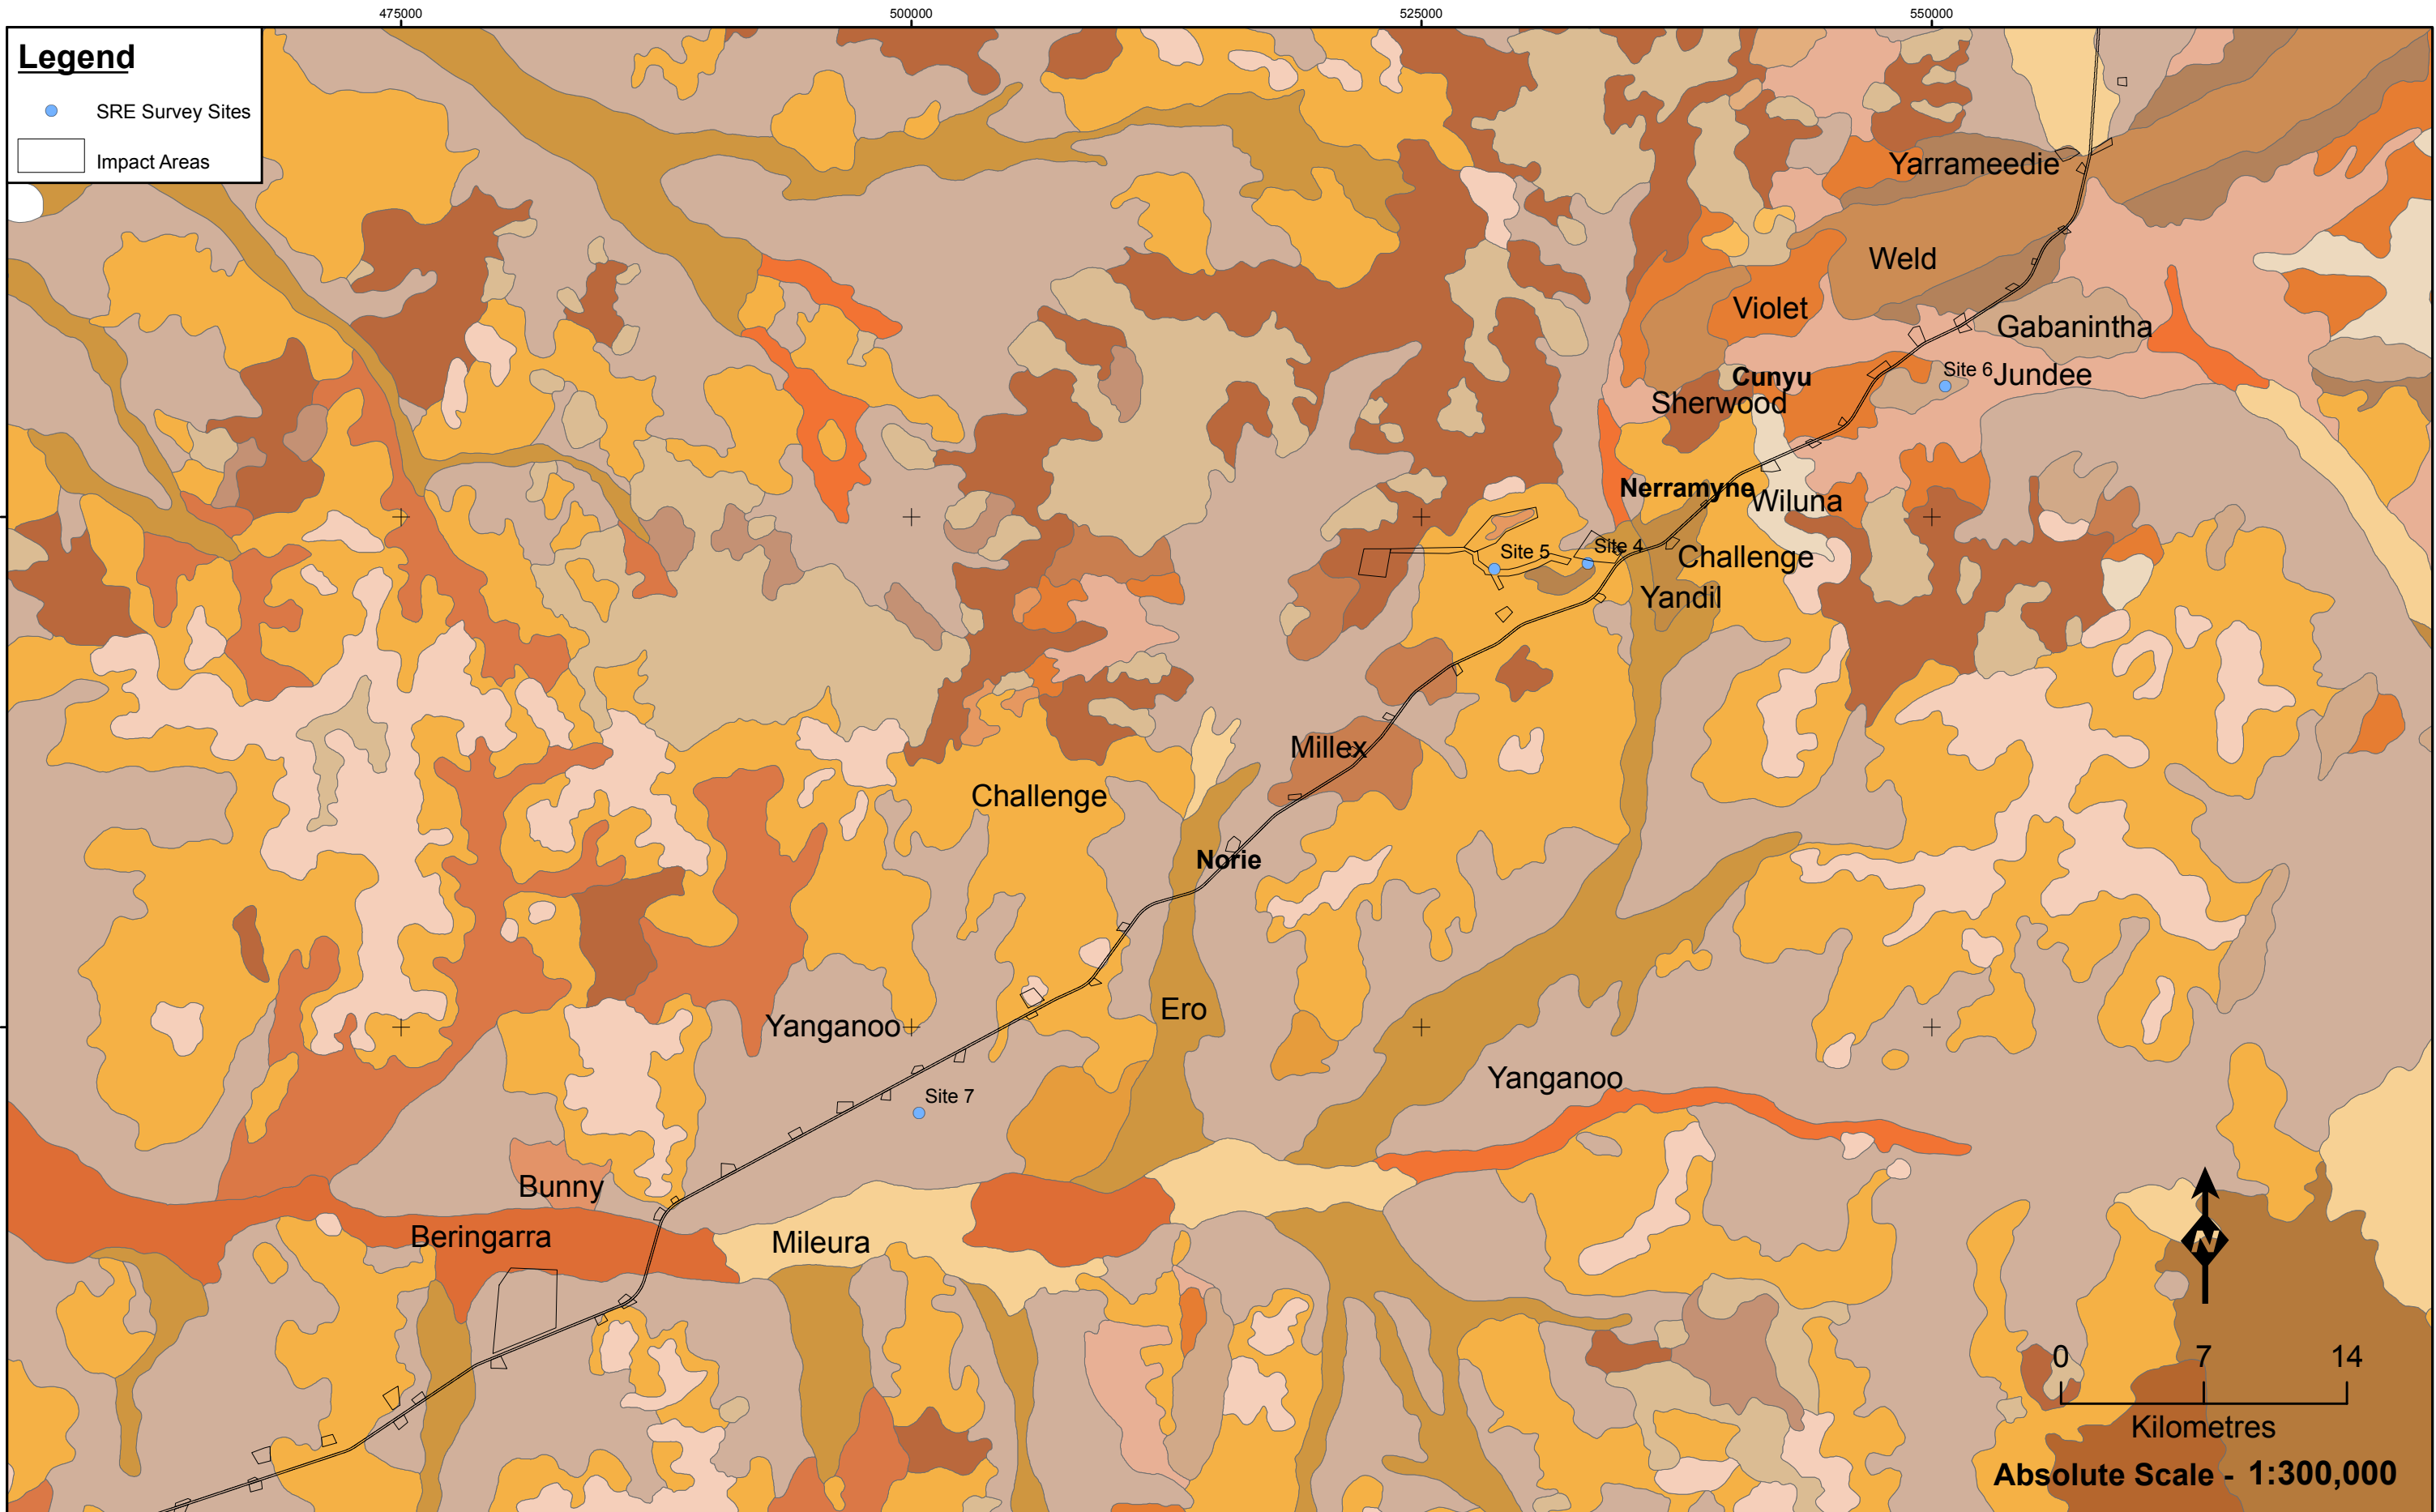 475000
500000
525000
550000
Legend
SRE Survey Sites
Impact Areas
Yarrameedie
Weld
Violet
Gabanintha
Site 6
Jundee
Cunyu
Sherwood
Nerramyne
Wiluna
Site 5
Site 4
Challenge
Yandil
Millex
Challenge
Norie
Ero
Yanganoo
Yanganoo
Site 7
Bunny
Beringarra
Mileura
N
0 7 14
Kilometres
Absolute Scale - 1:300,000